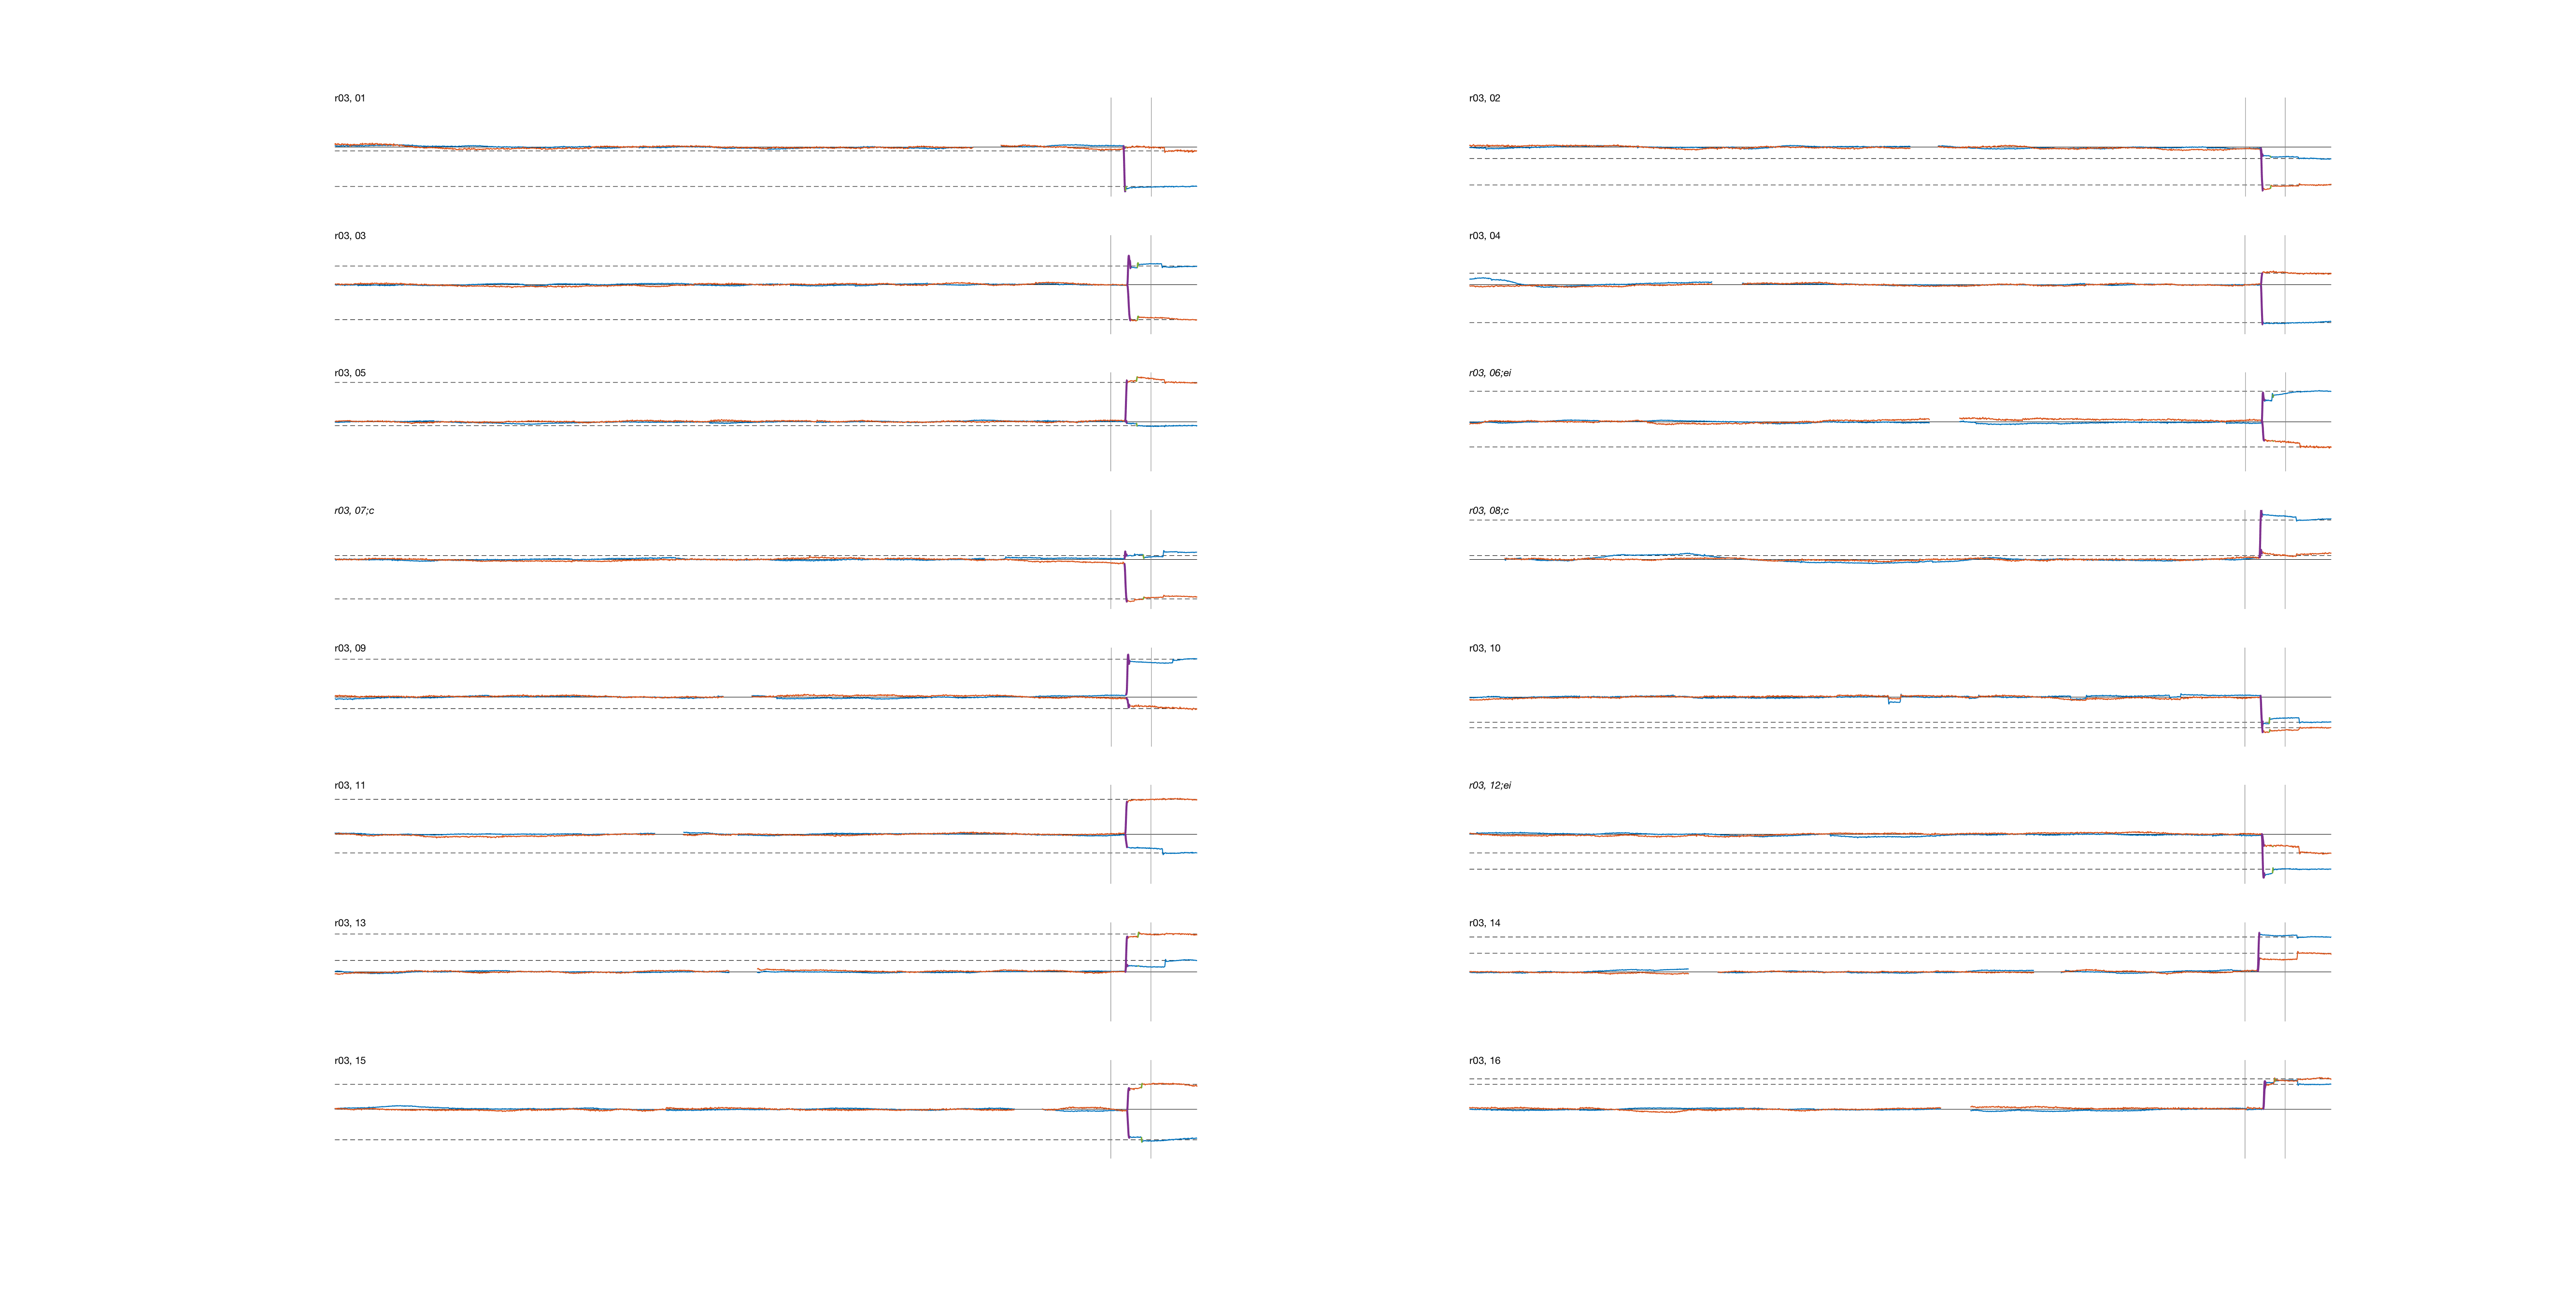 r03, 01
r03, 02
r03, 03
r03, 04
r03, 05
r03, 06;ei
r03, 07;c
r03, 08;c
r03, 09
r03, 10
r03, 11
r03, 12;ei
r03, 13
r03, 14
r03, 15
r03, 16